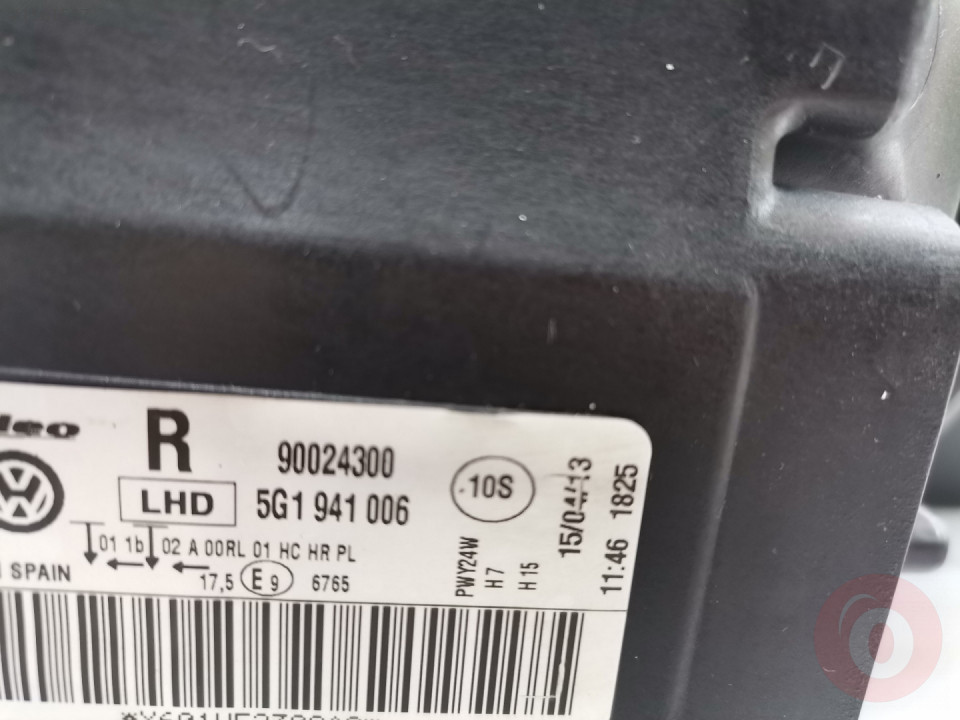 R 90024300
LHD 5G1 941 006
10S
01 1b 02 A 00RL 01 HC HR PL
SPAIN
17,5 E 9 6765
PWY24W
H7
H15
11:46 1825